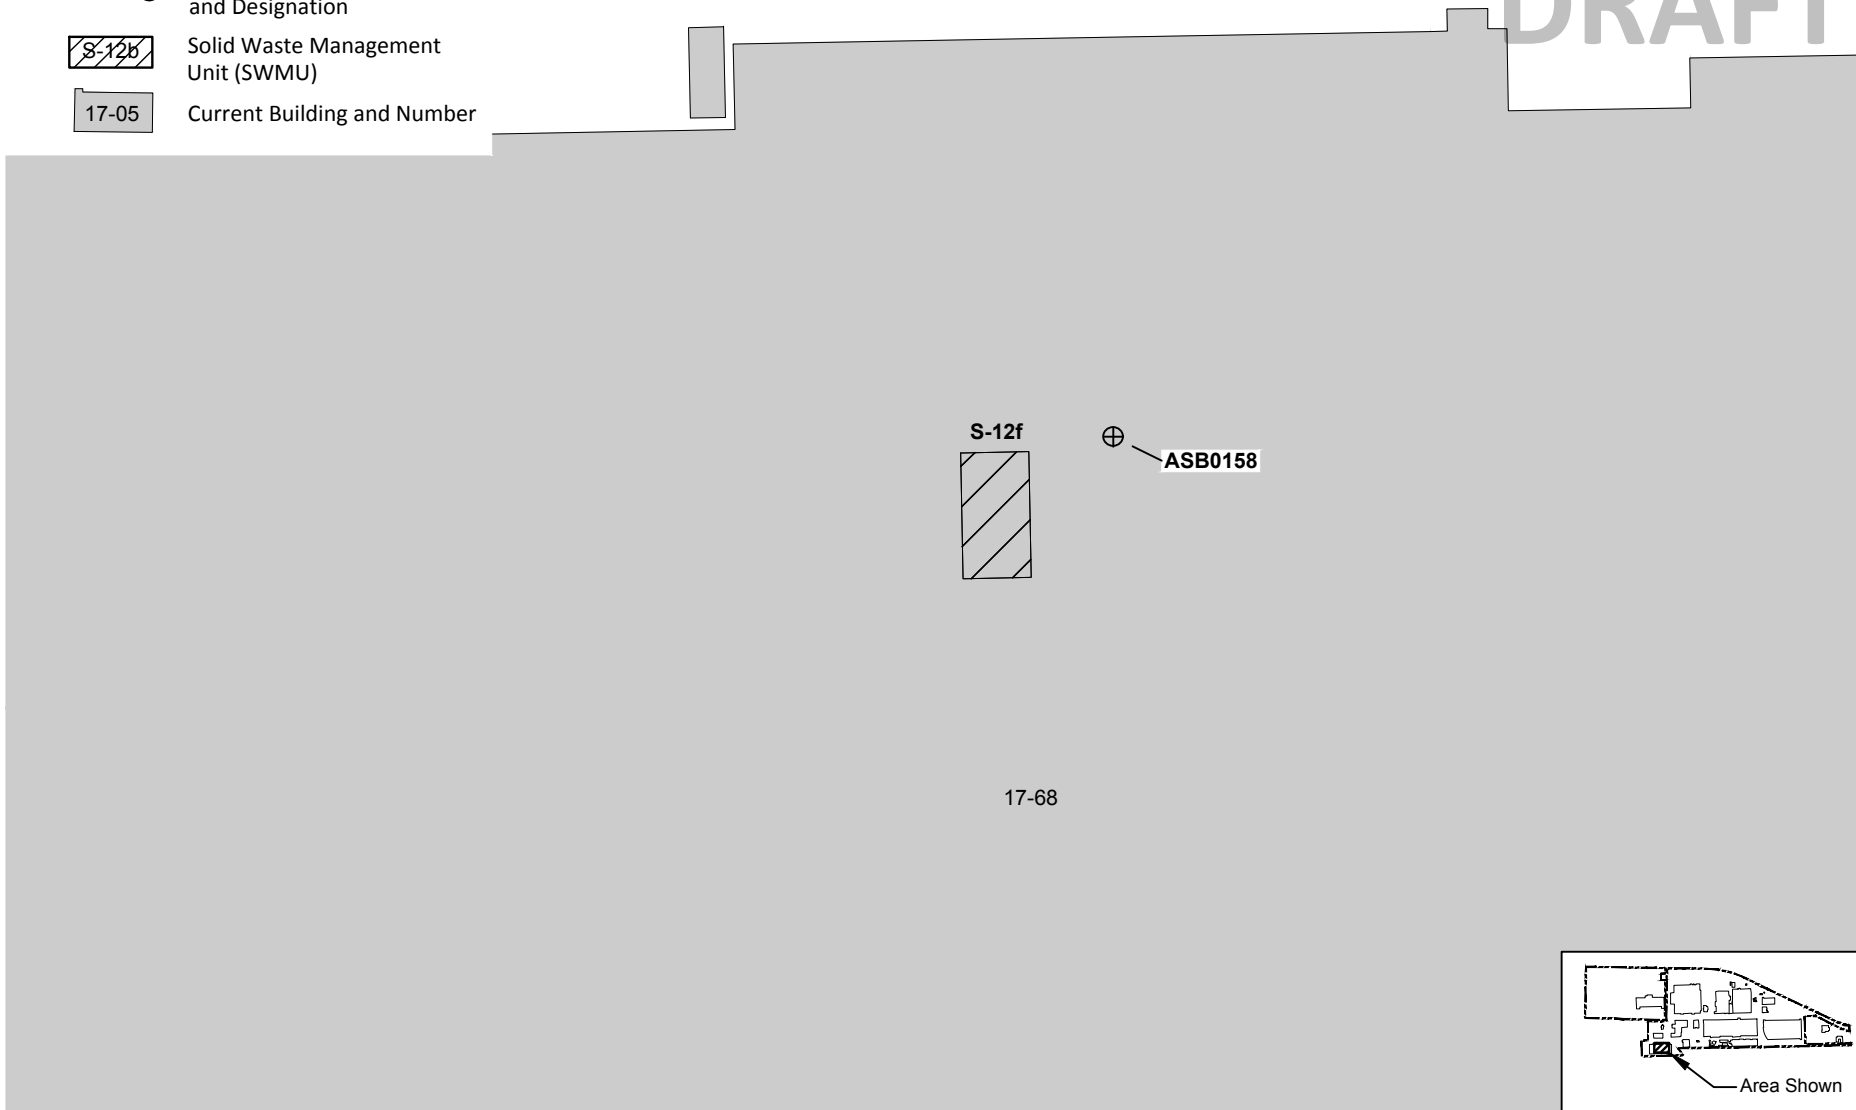 and Designation
DRAFT
S-12b
Solid Waste Management
Unit (SWMU)
17-05
Current Building and Number
S-12f
ASB0158
17-68
Area Shown